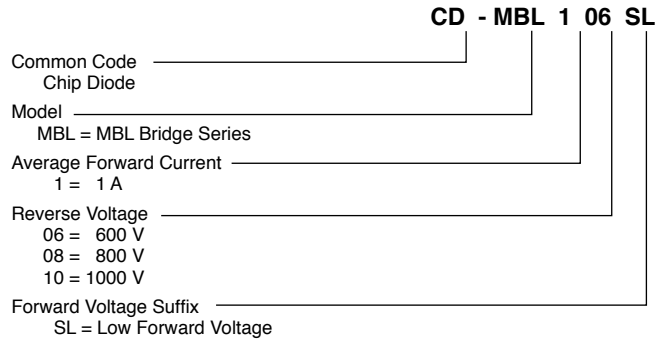 CD - MBL 1 06 SL
Common Code
Chip Diode
Model
MBL = MBL Bridge Series
Average Forward Current
1 = 1 A
Reverse Voltage
06 = 600 V
08 = 800 V
10 = 1000 V
Forward Voltage Suffix
SL = Low Forward Voltage